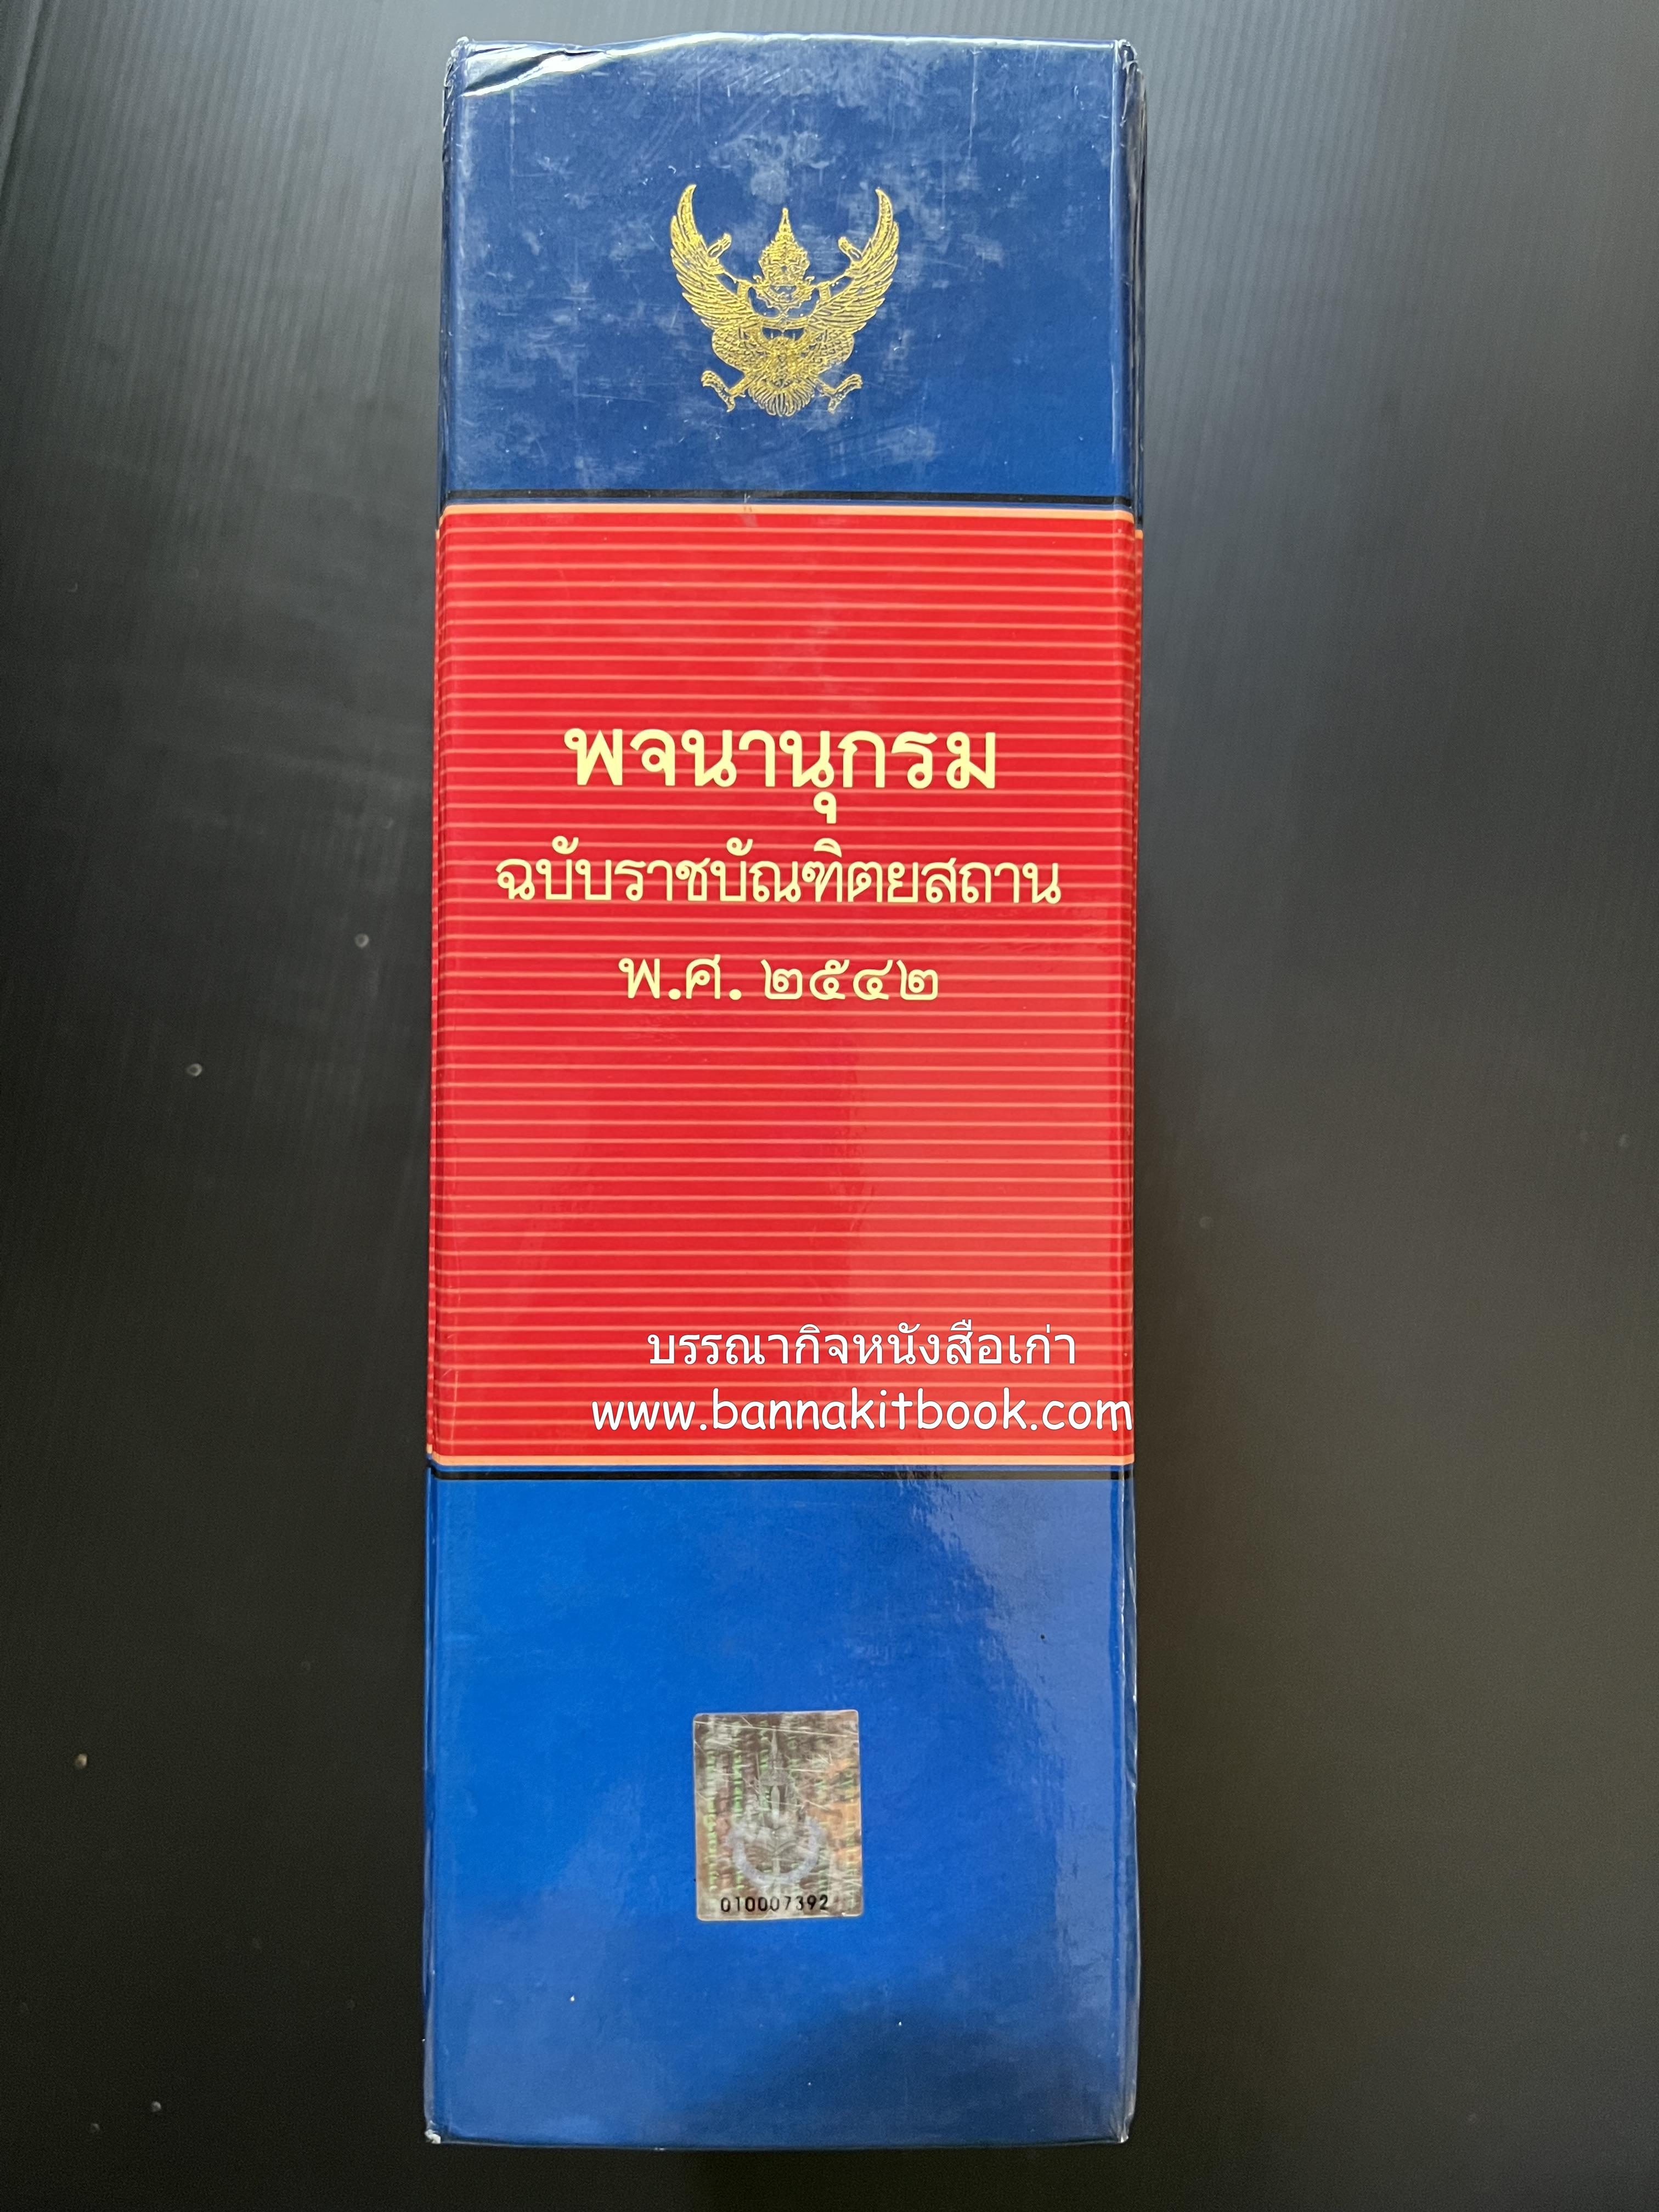 พจนานุกรม
ฉบับราชบัณฑิตยสถาน
พ.ศ. ๒๕๔๒
บรรณากิจหนังสือเก่า
www.bannakitbook.com
010007392